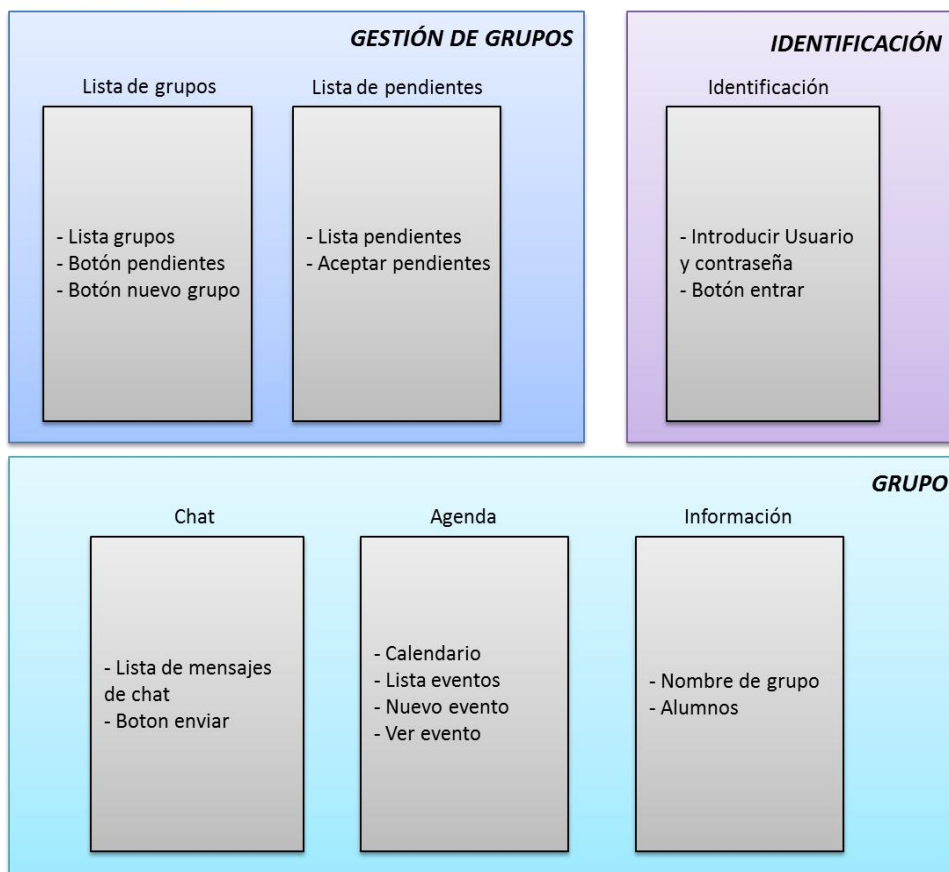 GESTIÓN DE GRUPOS
Lista de grupos
- Lista grupos
- Botón pendientes
- Botón nuevo grupo
Lista de pendientes
- Lista pendientes
- Aceptar pendientes
IDENTIFICACIÓN
Identificación
- Introducir Usuario
y contraseña
- Botón entrar
GRUPO
Chat
- Lista de mensajes
de chat
- Boton enviar
Agenda
- Calendario
- Lista eventos
- Nuevo evento
- Ver evento
Información
- Nombre de grupo
- Alumnos